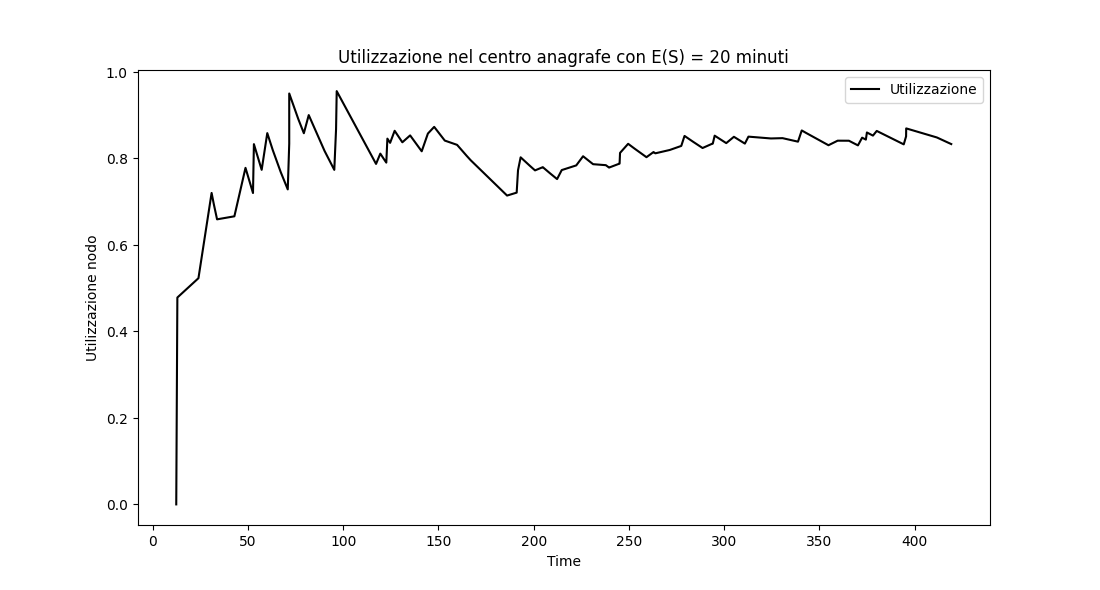 Utilizzazione nel centro anagrafe con E(S) = 20 minuti
Utilizzazione
Utilizzazione nodo
1.0
0.8
0.6
0.4
0.2
0.0
0 50 100 150 200 250 300 350 400
Time